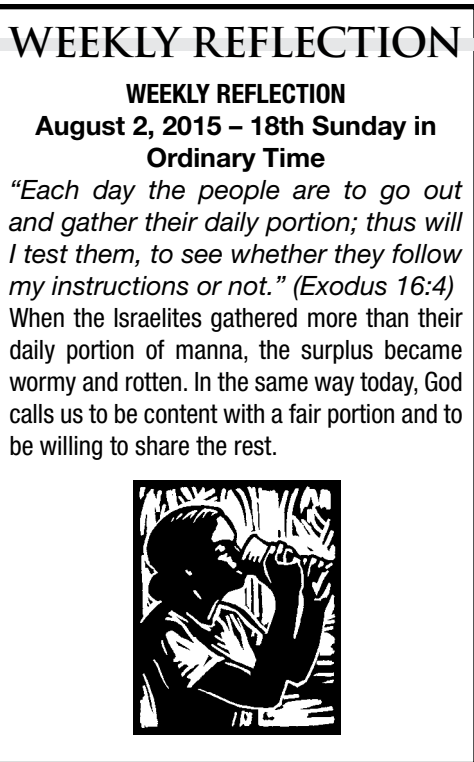 WEEKLY REFLECTION
WEEKLY REFLECTION
August 2, 2015 – 18th Sunday in
Ordinary Time
“Each day the people are to go out
and gather their daily portion; thus will
I test them, to see whether they follow
my instructions or not.” (Exodus 16:4)
When the Israelites gathered more than their
daily portion of manna, the surplus became
wormy and rotten. In the same way today, God
calls us to be content with a fair portion and to
be willing to share the rest.